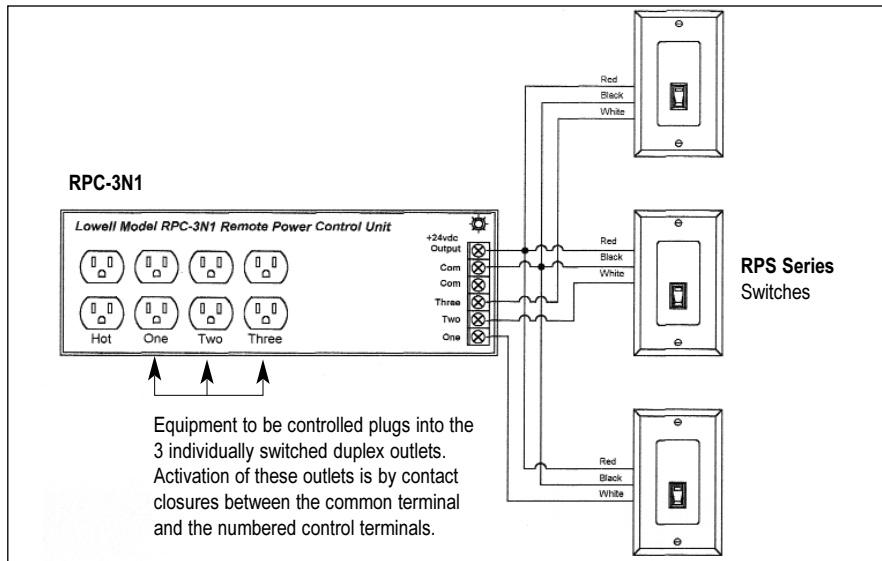 Red
Black
White
RPC-3N1
Lowell Model RPC-3N1 Remote Power Control Unit
+24vdc
Output
Com
Com
Three
Two
One
Hot One Two Three
Red
Black
White
RPS Series
Switches
Equipment to be controlled plugs into the
3 individually switched duplex outlets.
Activation of these outlets is by contact
closures between the common terminal
and the numbered control terminals.
Red
Black
White